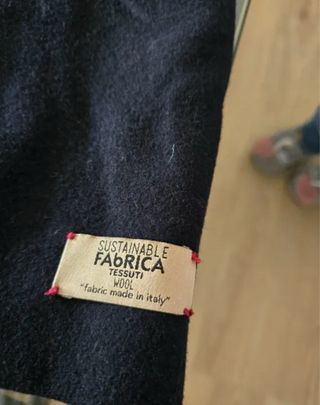 SUSTAINABLE
FAbRICA
TESSUTI
WOOL
"fabric made in italy"